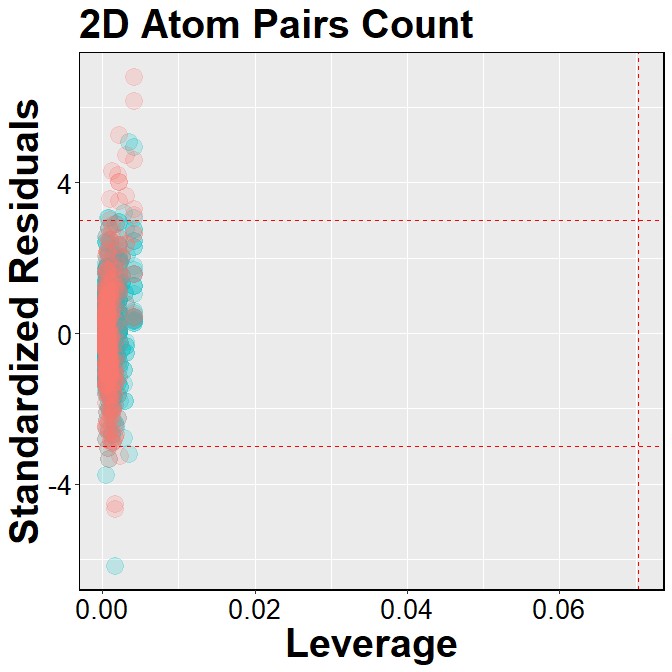 2D Atom Pairs Count
Standardized Residuals
4
0
-4
0.00 0.02 0.04 0.06
Leverage